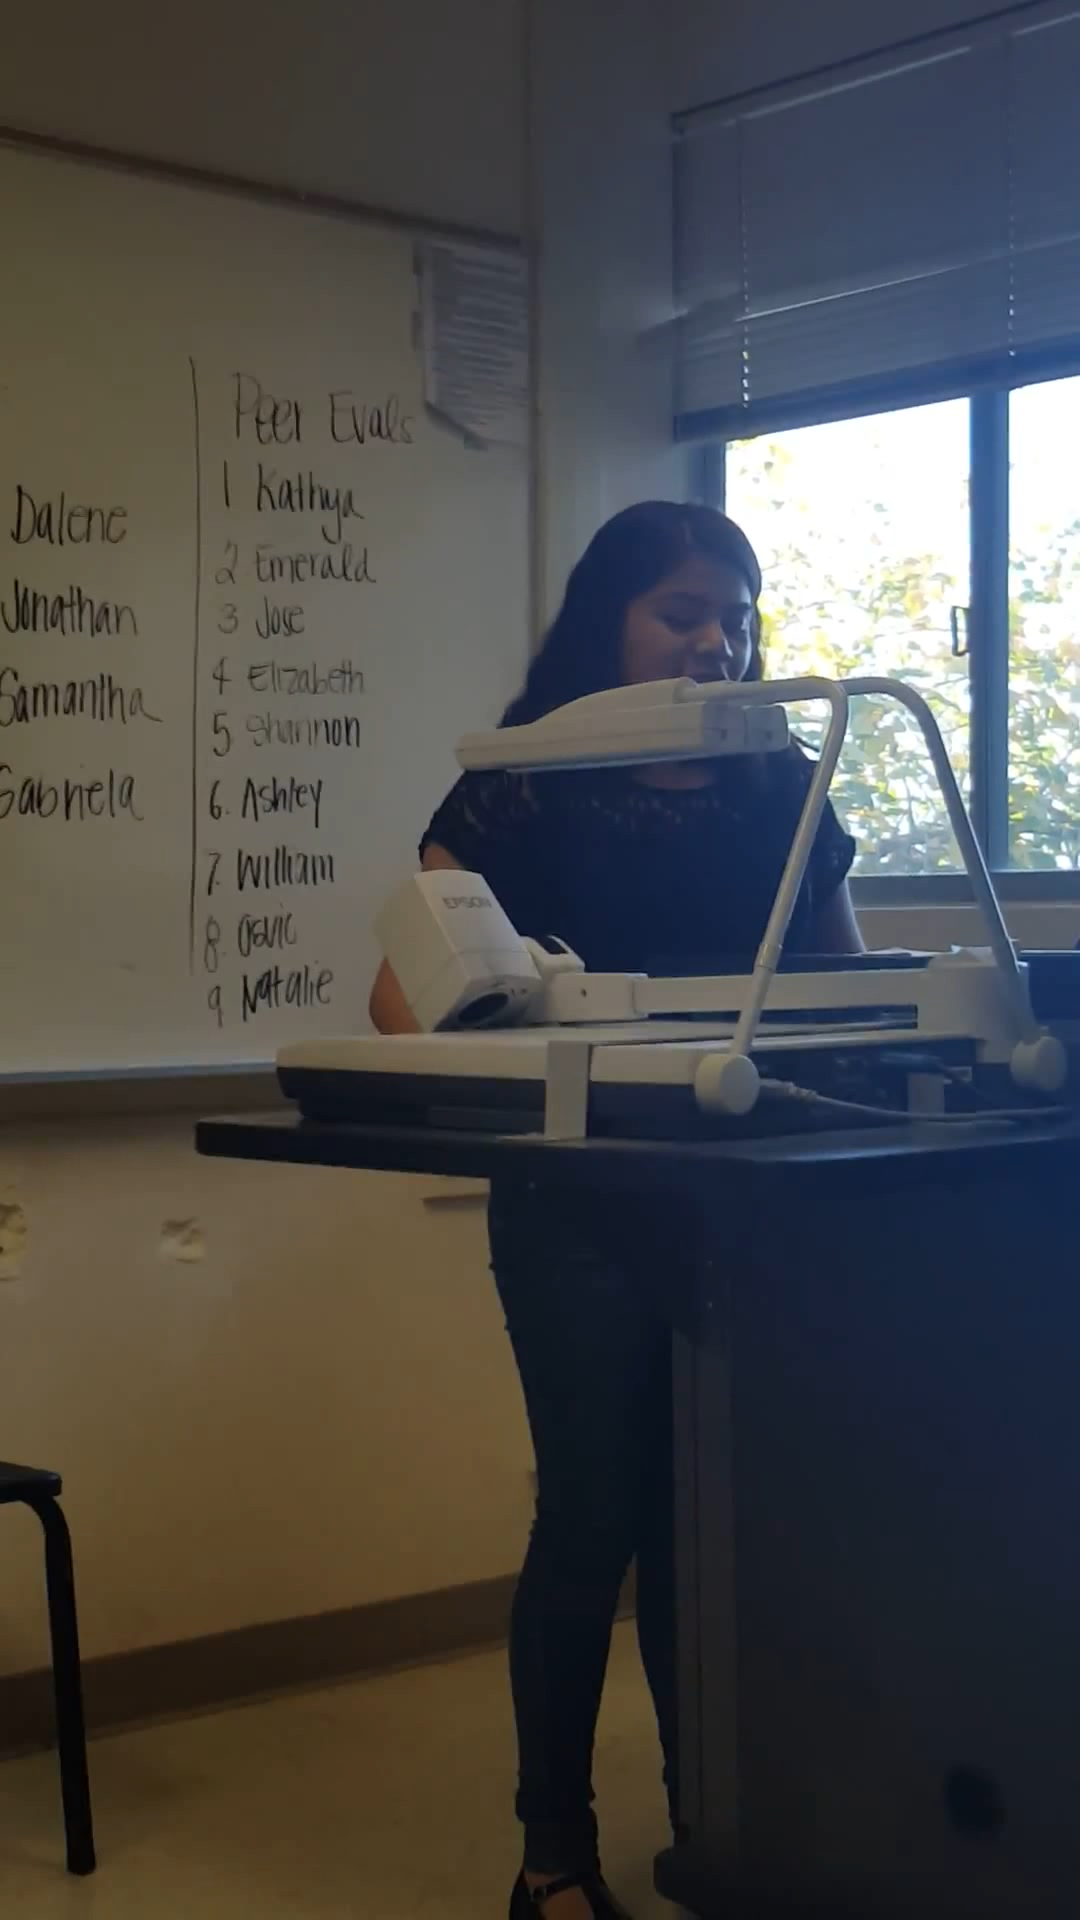 Dalene
Jonathan
Samantha
Gabriela
Peer Evals
1 Kathya
2 Emerald
3 Jose
4 Elizabeth
5 Shannon
6. Ashley
7. William
8.
9 Natalie
EPSON